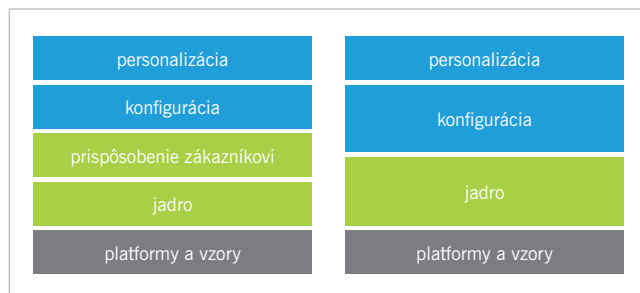 personalizácia
konfigurácia
prispôsobenie zákazníkovi
jadro
platformy a vzory
personalizácia
konfigurácia
jadro
platformy a vzory